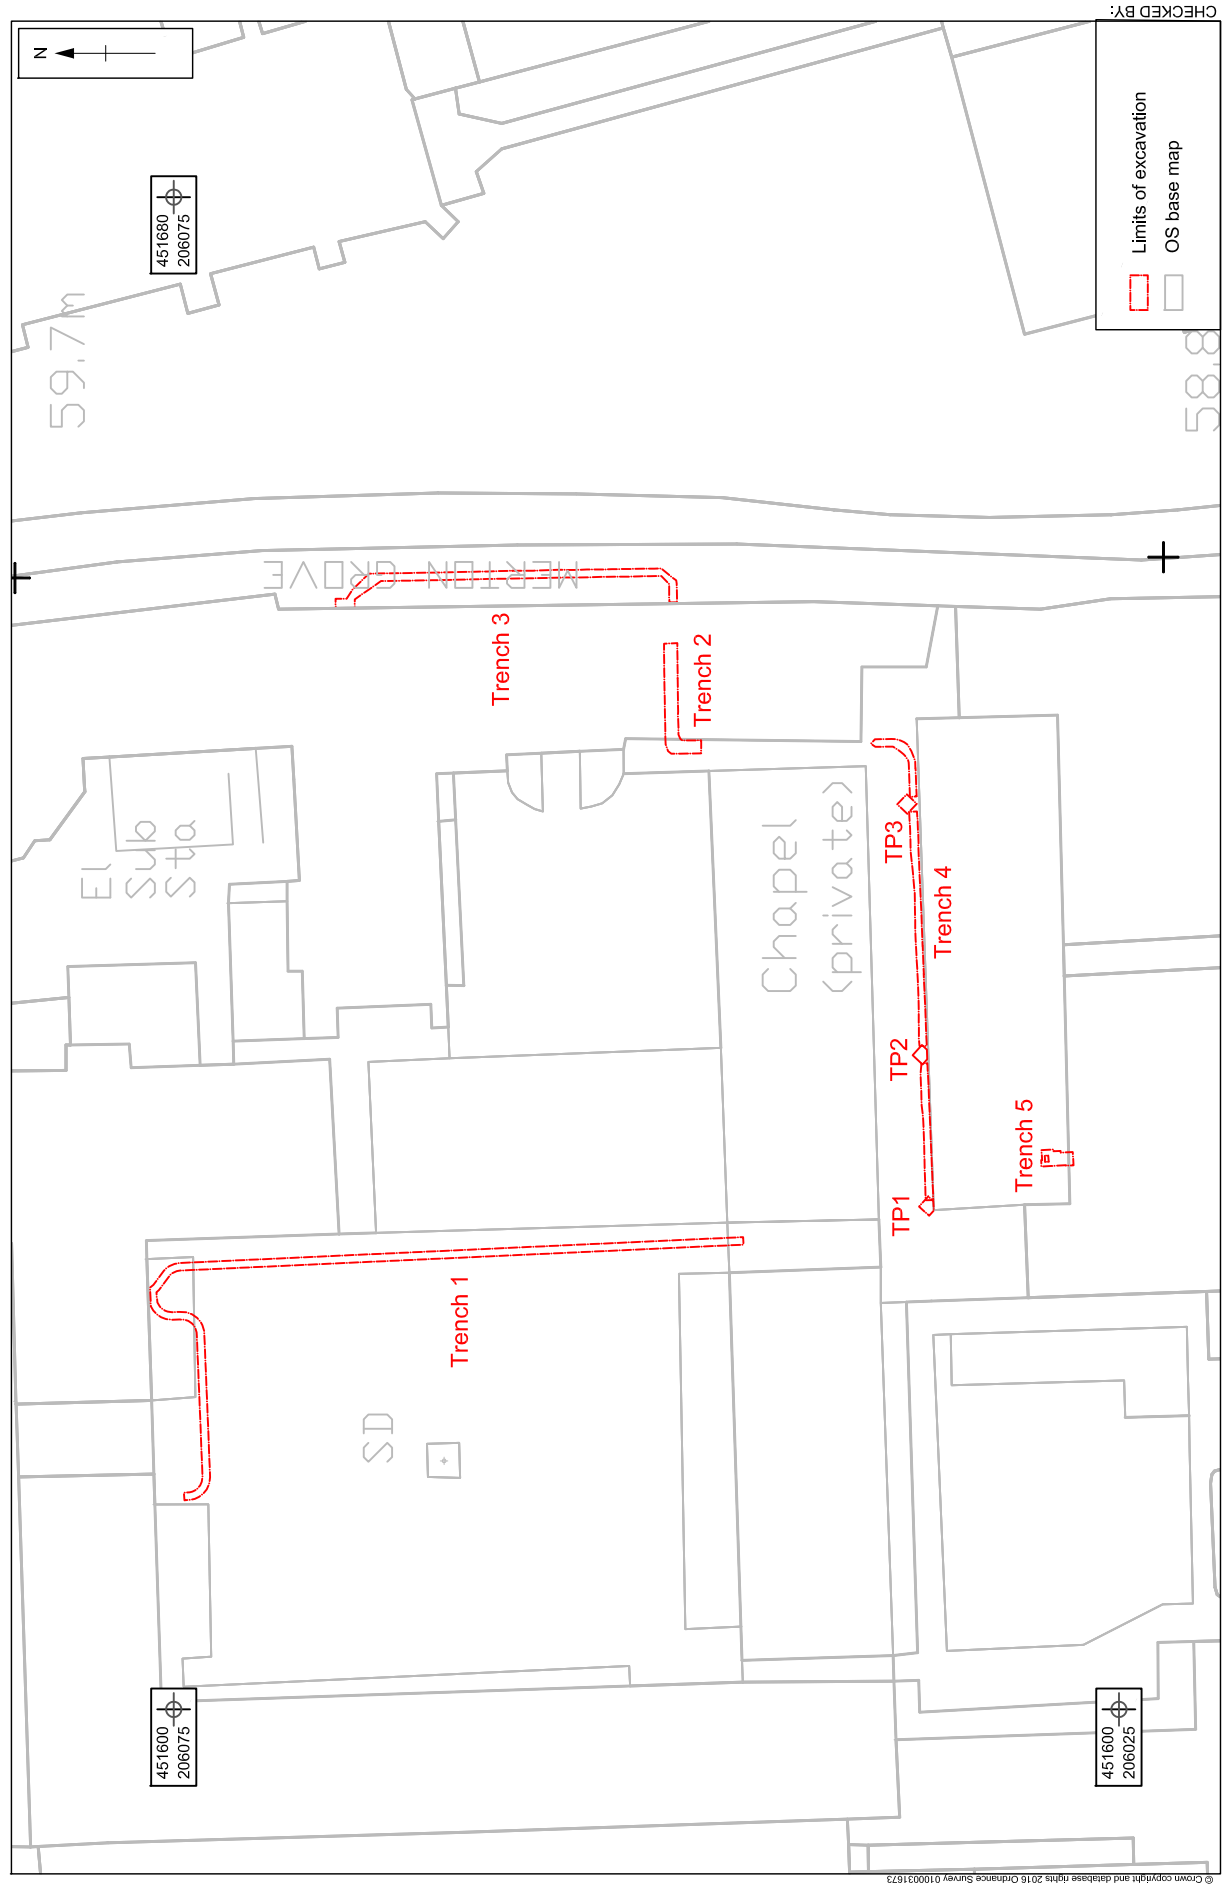 CHECKED BY:
N
451680
206075
59.7m
Limits of excavation
OS base map
58.8
MERTON GROVE
Trench 3
Trench 2
El
Sub
Sta
Chapel
(private)
TP3
Trench 4
TP2
TP1
Trench 5
Trench 1
SD
451600
206075
451600
206025
© Crown copyright and database rights 2016 Ordnance Survey 0100031673